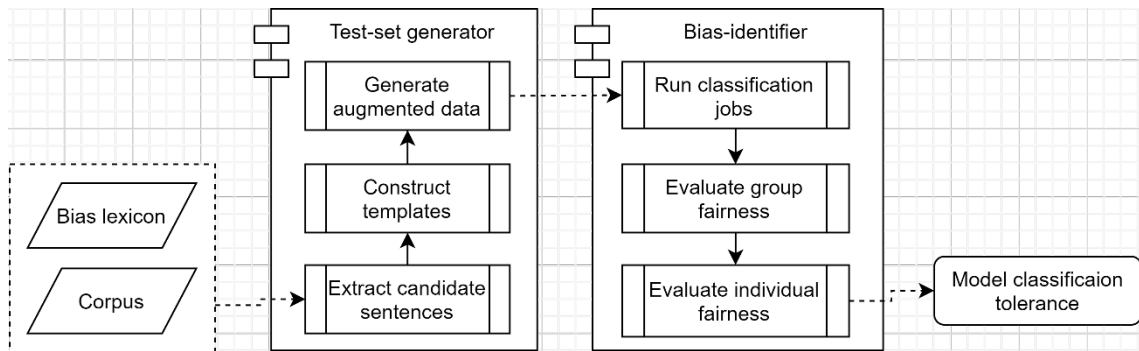 Test-set generator
Bias-identifier
Generate
augmented data
Run classification
jobs
Bias lexicon
Construct
templates
Evaluate group
fairness
Corpus
Extract candidate
sentences
Evaluate individual
fairness
Model classificaion
tolerance